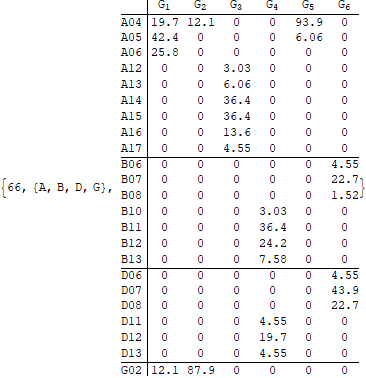 G₁ G₂ G₃ G₄ G₅ G₆
A04 19.7 12.1 0 0 93.9 0
A05 42.4 0 0 0 6.06 0
A06 25.8 0 0 0 0 0
A12 0 0 3.03 0 0 0
A13 0 0 6.06 0 0 0
A14 0 0 36.4 0 0 0
A15 0 0 36.4 0 0 0
A16 0 0 13.6 0 0 0
A17 0 0 4.55 0 0 0
B06 0 0 0 0 0 4.55
B07 0 0 0 0 0 22.7
{66, {A, B, D, G}, }
B08 0 0 0 0 0 1.52
B10 0 0 0 3.03 0 0
B11 0 0 0 36.4 0 0
B12 0 0 0 24.2 0 0
B13 0 0 0 7.58 0 0
D06 0 0 0 0 0 4.55
D07 0 0 0 0 0 43.9
D08 0 0 0 0 0 22.7
D11 0 0 0 4.55 0 0
D12 0 0 0 19.7 0 0
D13 0 0 0 4.55 0 0
G02 12.1 87.9 0 0 0 0